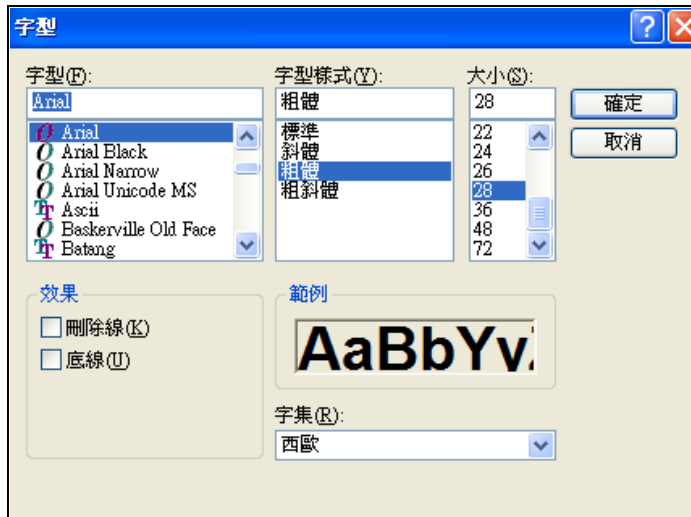 字型
字型(F):
Arial
Arial
Arial Black
Arial Narrow
Arial Unicode MS
Ascii
Baskerville Old Face
Batang
字型樣式(Y):
粗體
標準
斜體
粗體
粗斜體
大小(S):
28
22
24
26
28
36
48
72
確定
取消
效果
刪除線(K)
底線(U)
範例
AaBbYv
字集(R):
西歐